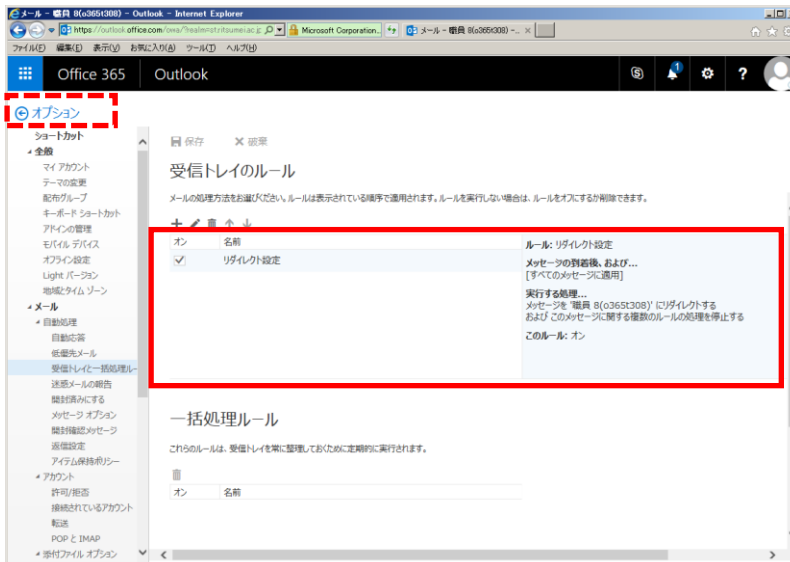 メール - 職員 8(o365t308) - Outlook - Internet Explorer
Microsoft Corporation...
メール - 職員 8(o365t308) -...
ファイル(F) 編集(E) 表示(V) お気に入り(A) ツール(T) ヘルプ(H)
Office 365 Outlook
1
?
オプション
ショートカット
全般
マイ アカウント
テーマの変更
配布グループ
キーボード ショートカット
アドインの管理
モバイル デバイス
オフライン設定
Light バージョン
地域とタイム ゾーン
メール
自動処理
自動応答
低優先メール
受信トレイと一括処理ルー
迷惑メールの報告
開封済みにする
メッセージ オプション
開封確認メッセージ
返信設定
アイテム保持ポリシー
アカウント
許可/拒否
接続されているアカウント
転送
POP と IMAP
添付ファイル オプション
保存 破棄
受信トレイのルール
メールの処理方法をお選びください。ルールは表示されている順序で適用されます。ルールを実行しない場合は、ルールをオフにするか削除できます。
オン 名前
リダイレクト設定
ルール: リダイレクト設定
メッセージの到着後、および...
[すべてのメッセージに適用]
実行する処理...
メッセージを '職員 8(o365t308)' にリダイレクトする
および このメッセージに関する複数のルールの処理を停止する
このルール: オン
一括処理ルール
これらのルールは、受信トレイを常に整理しておくために定期的に実行されます。
オン 名前